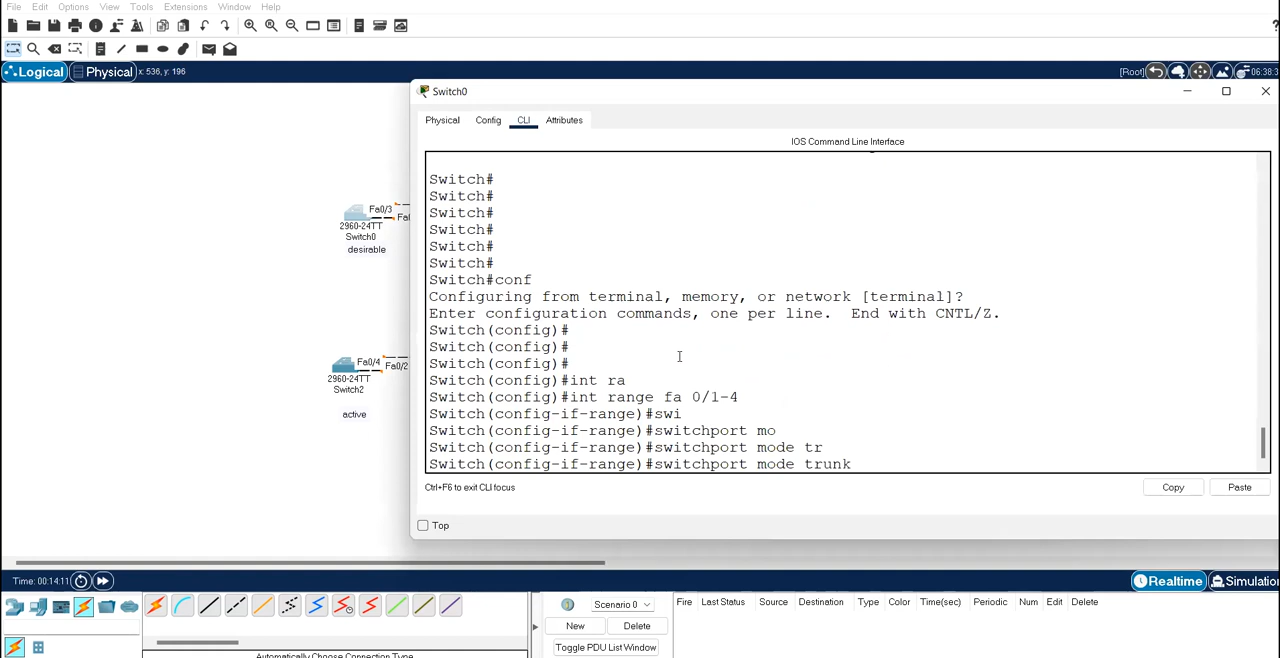 File Edit Options View Tools Extensions Window Help
?
Logical Physical x: 536, y: 196 [Root] 06:38:3
Switch0
Physical Config CLI Attributes
IOS Command Line Interface
Switch#
Switch#
Switch#
Switch#
Switch#
Switch#
Switch#conf
Configuring from terminal, memory, or network [terminal]?
Enter configuration commands, one per line. End with CNTL/Z.
Switch(config)#
Switch(config)#
Switch(config)#
Switch(config)#int ra
Switch(config)#int range fa 0/1-4
Switch(config-if-range)#swi
Switch(config-if-range)#switchport mo
Switch(config-if-range)#switchport mode tr
Switch(config-if-range)#switchport mode trunk
Ctrl+F6 to exit CLI focus
Copy Paste
Top
Fa0/3
Fa
2960-24TT
Switch0
desirable
Fa0/4 Fa0/2
2960-24TT
Switch2
active
Time: 00:14:11 Realtime Simulation
Scenario 0
New Delete
Toggle PDU List Window
Fire Last Status Source Destination Type Color Time(sec) Periodic Num Edit Delete
Automatically Choose Connection Type